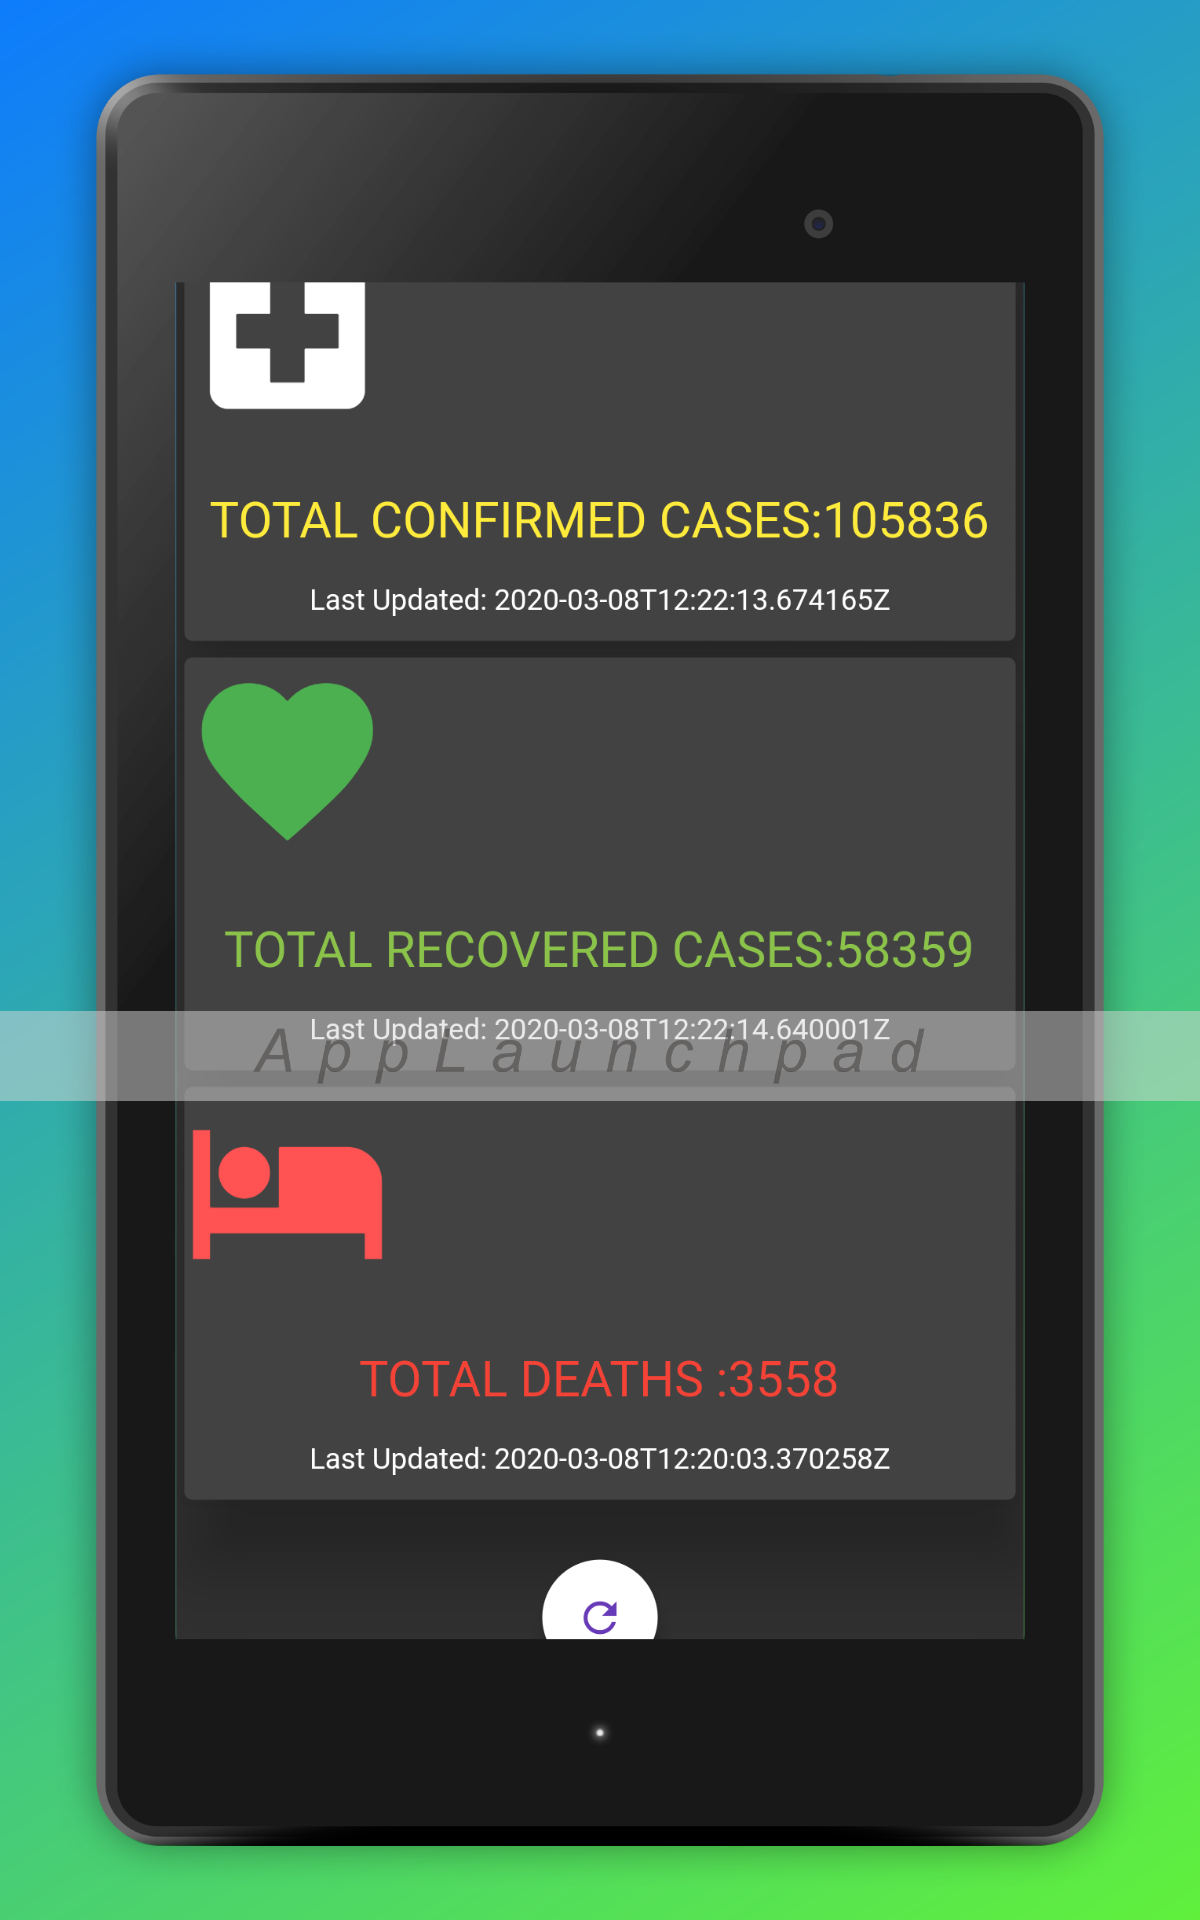 TOTAL CONFIRMED CASES:105836
Last Updated: 2020-03-08T12:22:13.674165Z
TOTAL RECOVERED CASES:58359
Last Updated: 2020-03-08T12:22:14.640001Z
AppLaunchpad
TOTAL DEATHS :3558
Last Updated: 2020-03-08T12:20:03.370258Z